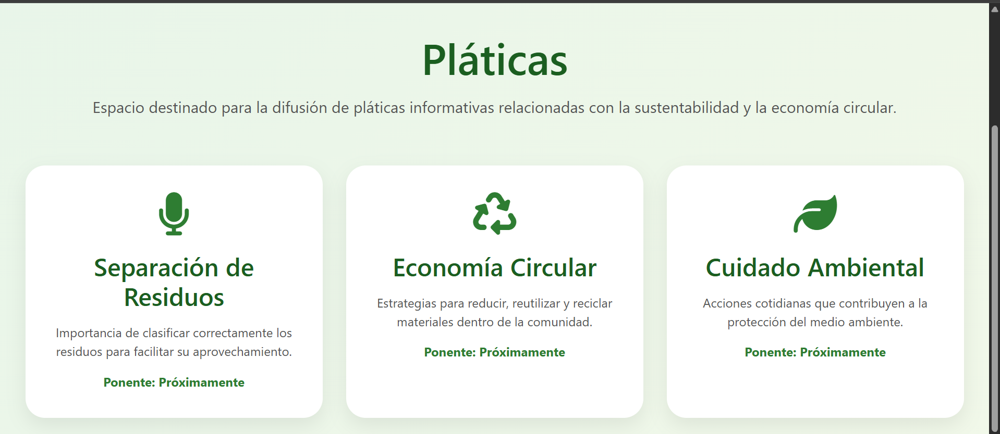 Pláticas
Espacio destinado para la difusión de pláticas informativas relacionadas con la sustentabilidad y la economía circular.
Separación de
Residuos
Importancia de clasificar correctamente los
residuos para facilitar su aprovechamiento.
Ponente: Próximamente
Economía Circular
Estrategias para reducir, reutilizar y reciclar
materiales dentro de la comunidad.
Ponente: Próximamente
Cuidado Ambiental
Acciones cotidianas que contribuyen a la
protección del medio ambiente.
Ponente: Próximamente